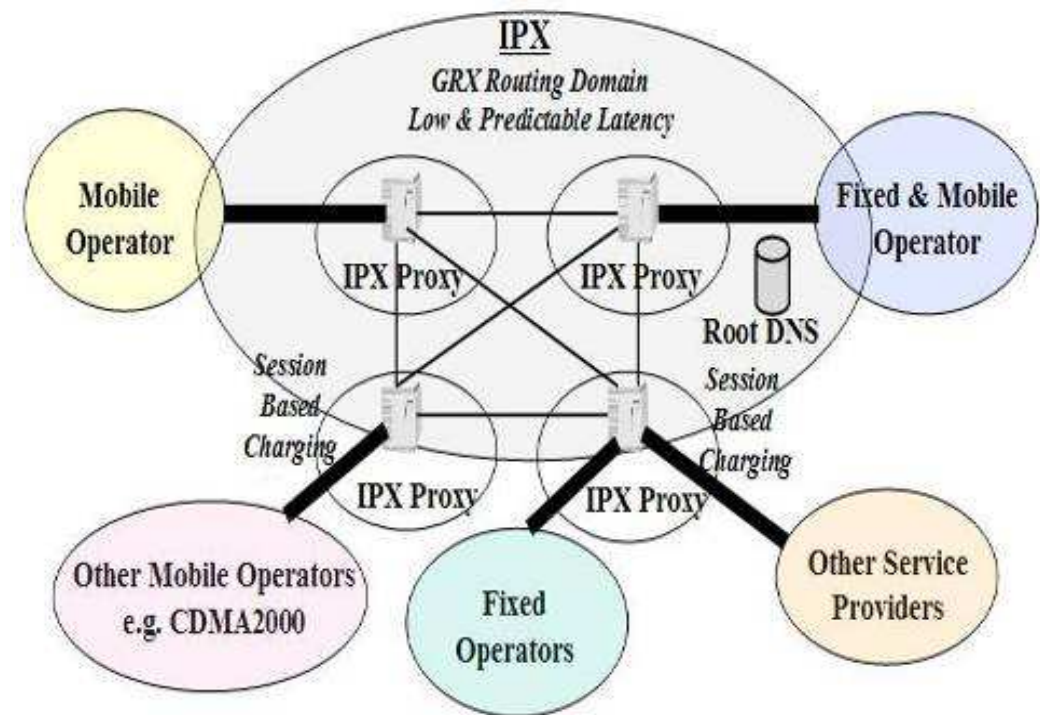 IPX
GRX Routing Domain
Low & Predictable Latency
Mobile
Operator
Fixed & Mobile
Operator
IPX Proxy
IPX Proxy
Root DNS
Session
Based
Charging
Session
Based
Charging
IPX Proxy
IPX Proxy
Other Mobile Operators
e.g. CDMA2000
Fixed
Operators
Other Service
Providers